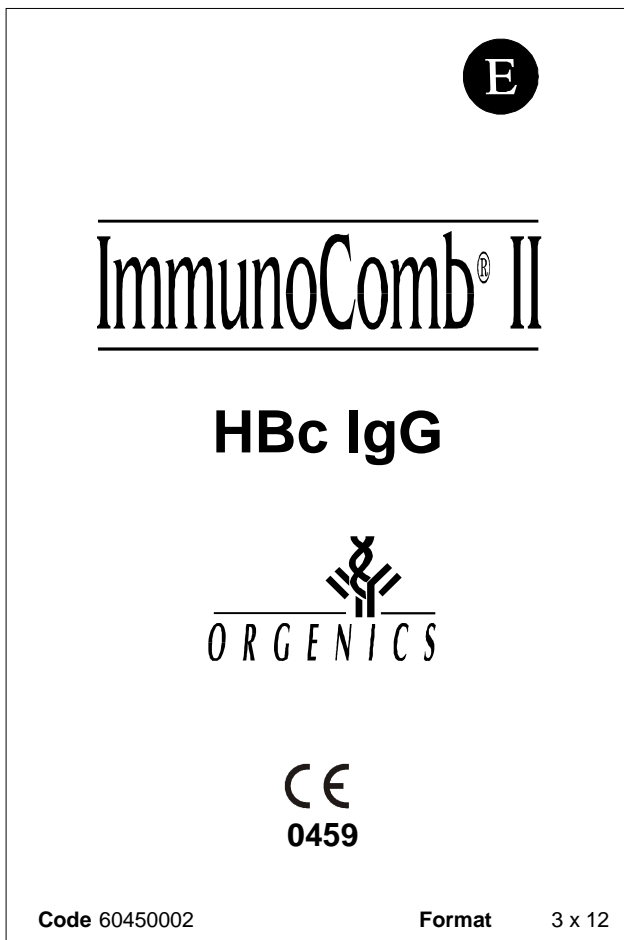 E
ImmunoComb® II
HBc IgG
ORGENICS
CE
0459
Code 60450002 Format 3 x 12